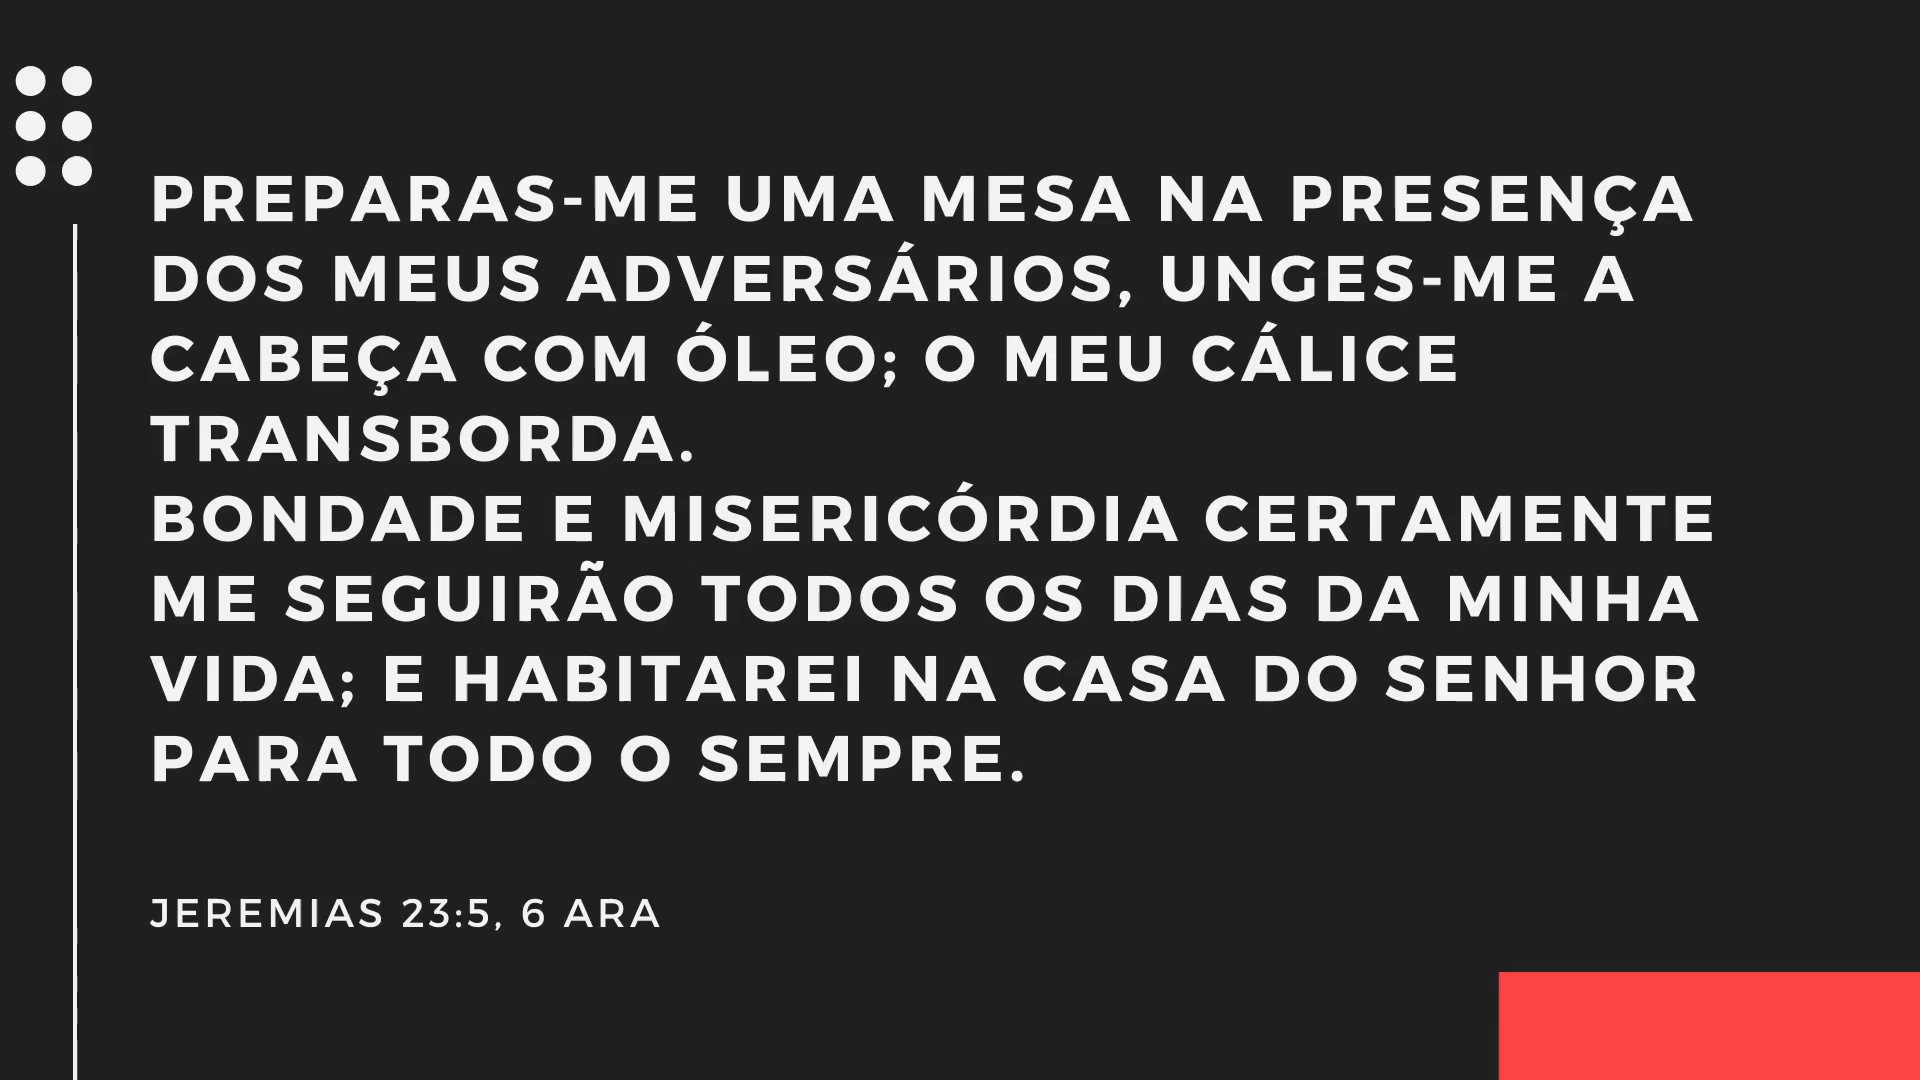 PREPARAS-ME UMA MESA NA PRESENÇA
DOS MEUS ADVERSÁRIOS, UNGES-ME A
CABEÇA COM ÓLEO; O MEU CÁLICE
TRANSBORDA.
BONDADE E MISERICÓRDIA CERTAMENTE
ME SEGUIRÃO TODOS OS DIAS DA MINHA
VIDA; E HABITAREI NA CASA DO SENHOR
PARA TODO O SEMPRE.
JEREMIAS 23:5, 6 ARA